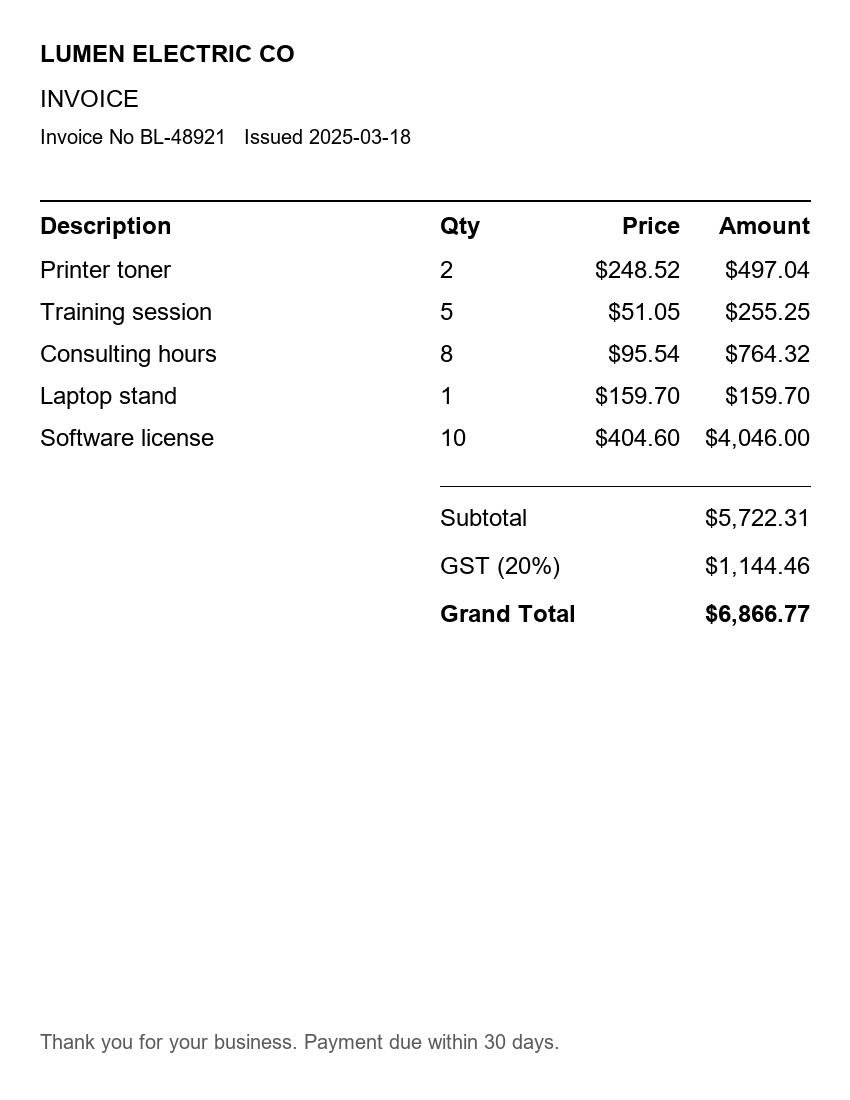 LUMEN ELECTRIC CO
INVOICE
Invoice No BL-48921 Issued 2025-03-18
Description Qty Price Amount
Printer toner 2 $248.52 $497.04
Training session 5 $51.05 $255.25
Consulting hours 8 $95.54 $764.32
Laptop stand 1 $159.70 $159.70
Software license 10 $404.60 $4,046.00
Subtotal $5,722.31
GST (20%) $1,144.46
Grand Total $6,866.77
Thank you for your business. Payment due within 30 days.